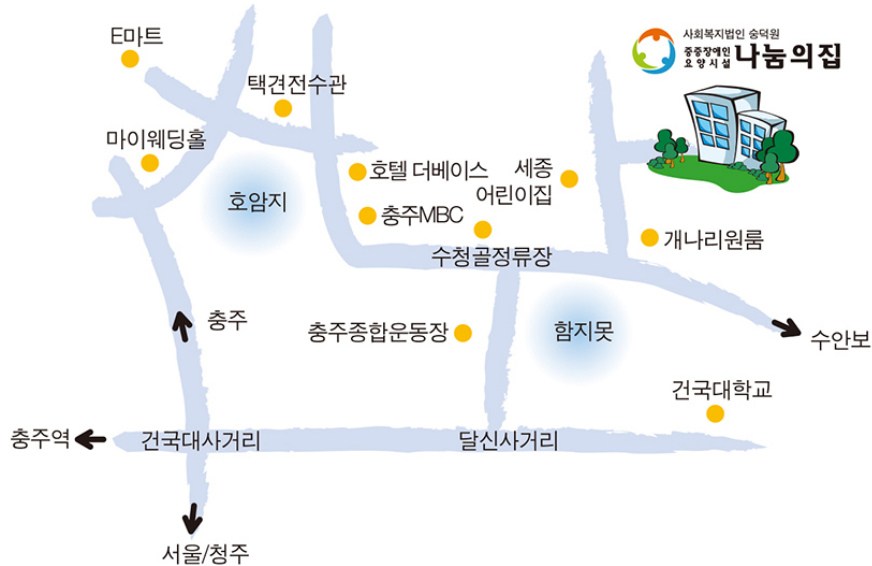 사회복지법인 숭덕원
중증장애인
요양시설
나눔의집
E마트
택견전수관
마이웨딩홀
호텔 더베이스
세종
어린이집
호암지
충주MBC
개나리원룸
수청골정류장
충주
충주종합운동장
함지못
수안보
건국대학교
충주역
건국대사거리
달신사거리
서울/청주